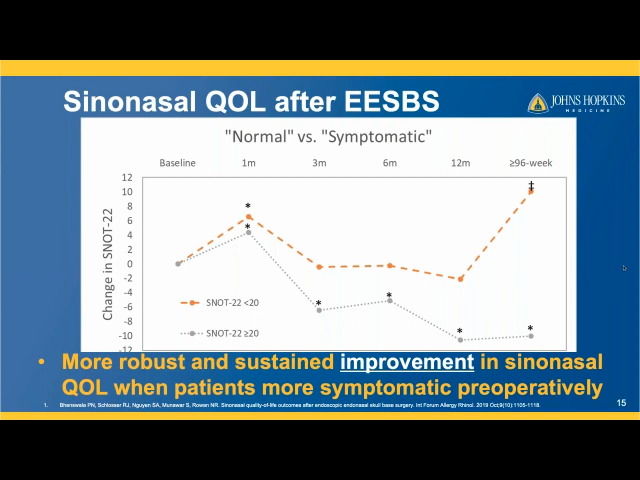 Sinonasal QOL after EESBS
JOHNS HOPKINS
MEDICINE
"Normal" vs. "Symptomatic"
Baseline 1m 3m 6m 12m ≥96-week
12
10
8
6
4
2
0
-2
-4
-6
-8
-10
-12
Change in SNOT-22
* * * * * * ‡ *
SNOT-22 <20
SNOT-22 ≥20
• More robust and sustained improvement in sinonasal
QOL when patients more symptomatic preoperatively
1. Bhenswala PN, Schlosser RJ, Nguyen SA, Munawar S, Rowan NR. Sinonasal quality-of-life outcomes after endoscopic endonasal skull base surgery. Int Forum Allergy Rhinol. 2019 Oct;9(10):1105-1118.
15